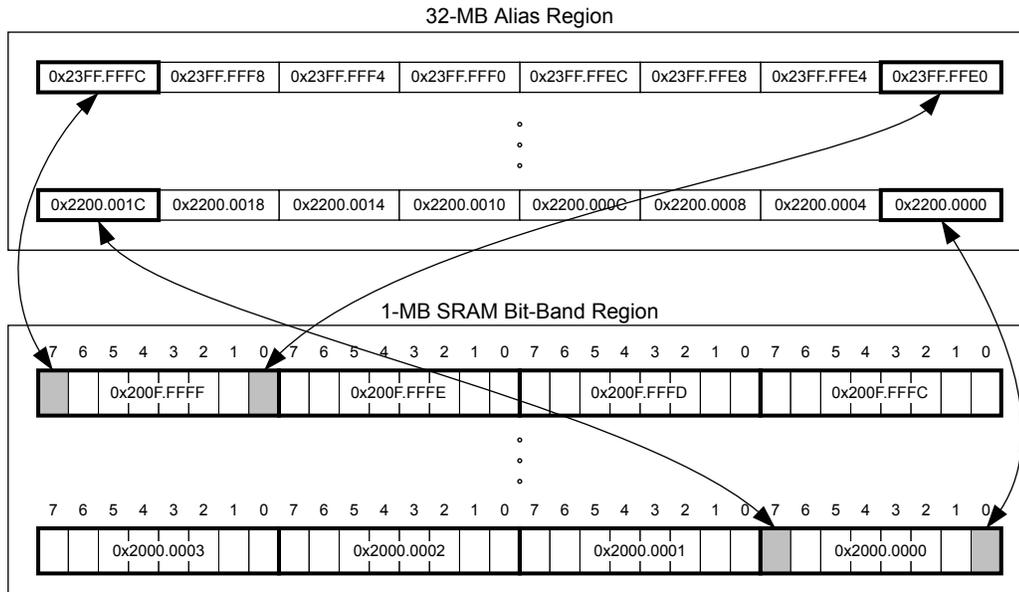 32-MB Alias Region
0x23FF.FFFC 0x23FF.FFF8 0x23FF.FFF4 0x23FF.FFF0 0x23FF.FFEC 0x23FF.FFE8 0x23FF.FFE4 0x23FF.FFE0
0x2200.001C 0x2200.0018 0x2200.0014 0x2200.0010 0x2200.000C 0x2200.0008 0x2200.0004 0x2200.0000
1-MB SRAM Bit-Band Region
7 6 5 4 3 2 1 0 7 6 5 4 3 2 1 0 7 6 5 4 3 2 1 0 7 6 5 4 3 2 1 0
0x200F.FFFF 0x200F.FFFE 0x200F.FFFD 0x200F.FFFC
7 6 5 4 3 2 1 0 7 6 5 4 3 2 1 0 7 6 5 4 3 2 1 0 7 6 5 4 3 2 1 0
0x2000.0003 0x2000.0002 0x2000.0001 0x2000.0000